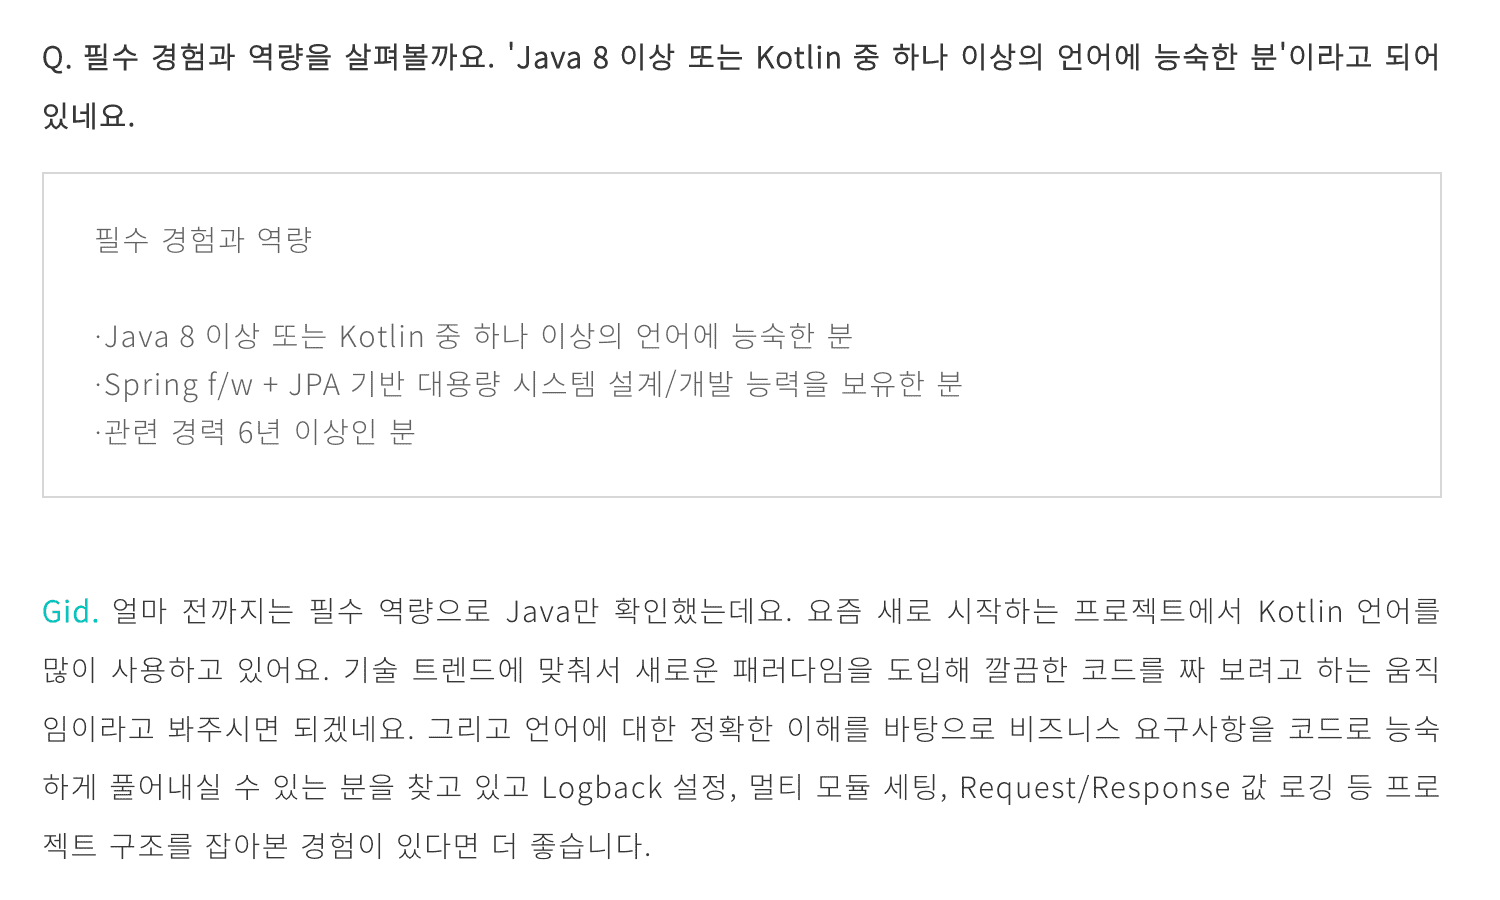 Q. 필수 경험과 역량을 살펴볼까요. 'Java 8 이상 또는 Kotlin 중 하나 이상의 언어에 능숙한 분'이라고 되어
있네요.
필수 경험과 역량
·Java 8 이상 또는 Kotlin 중 하나 이상의 언어에 능숙한 분
·Spring f/w + JPA 기반 대용량 시스템 설계/개발 능력을 보유한 분
·관련 경력 6년 이상인 분
Gid. 얼마 전까지는 필수 역량으로 Java만 확인했는데요. 요즘 새로 시작하는 프로젝트에서 Kotlin 언어를
많이 사용하고 있어요. 기술 트렌드에 맞춰서 새로운 패러다임을 도입해 깔끔한 코드를 짜 보려고 하는 움직
임이라고 봐주시면 되겠네요. 그리고 언어에 대한 정확한 이해를 바탕으로 비즈니스 요구사항을 코드로 능숙
하게 풀어내실 수 있는 분을 찾고 있고 Logback 설정, 멀티 모듈 세팅, Request/Response 값 로깅 등 프로
젝트 구조를 잡아본 경험이 있다면 더 좋습니다.